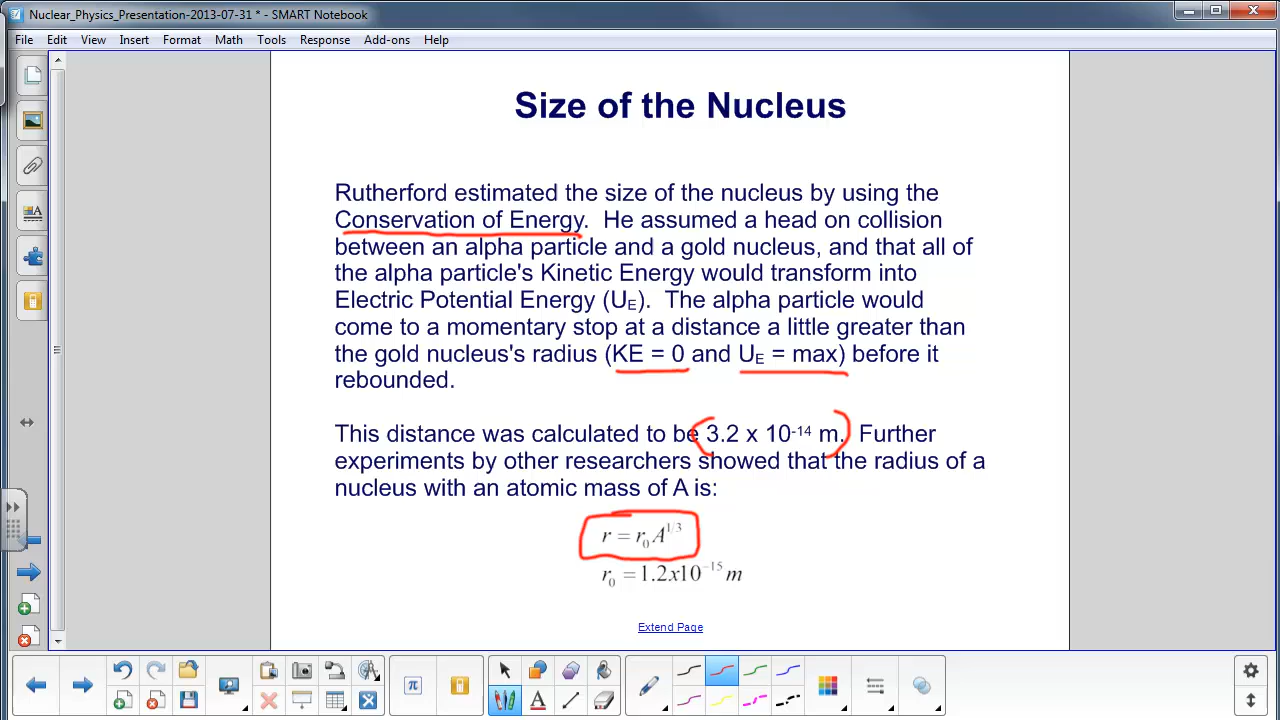 Nuclear_Physics_Presentation-2013-07-31 * - SMART Notebook
File Edit View Insert Format Math Tools Response Add-ons Help
Size of the Nucleus
Rutherford estimated the size of the nucleus by using the
Conservation of Energy. He assumed a head on collision
between an alpha particle and a gold nucleus, and that all of
the alpha particle's Kinetic Energy would transform into
Electric Potential Energy (UE). The alpha particle would
come to a momentary stop at a distance a little greater than
the gold nucleus's radius (KE = 0 and UE = max) before it
rebounded.
This distance was calculated to be 3.2 x 10-14 m. Further
experiments by other researchers showed that the radius of a
nucleus with an atomic mass of A is:
r = r0 A^1/3
r0 = 1.2x10^-15 m
Extend Page